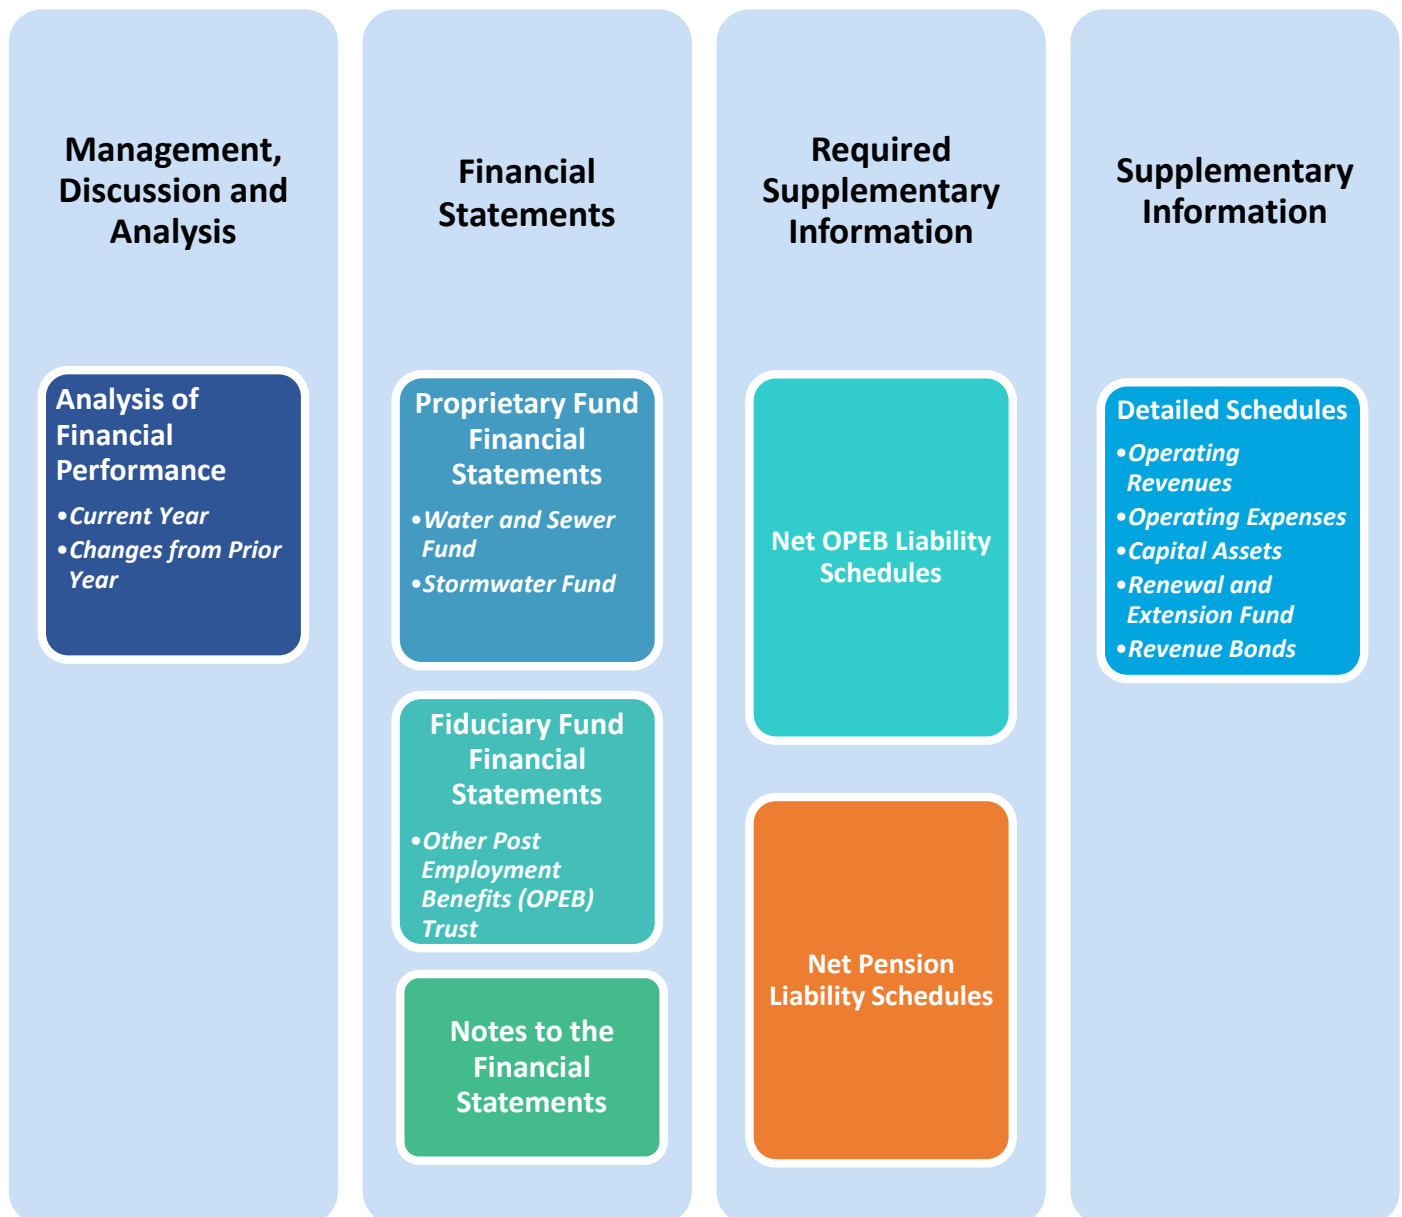 Management,
Discussion and
Analysis
Analysis of
Financial
Performance
•Current Year
•Changes from Prior
Year
Financial
Statements
Proprietary Fund
Financial
Statements
•Water and Sewer
Fund
•Stormwater Fund
Fiduciary Fund
Financial
Statements
•Other Post
Employment
Benefits (OPEB)
Trust
Notes to the
Financial
Statements
Required
Supplementary
Information
Net OPEB Liability
Schedules
Net Pension
Liability Schedules
Supplementary
Information
Detailed Schedules
•Operating
Revenues
•Operating Expenses
•Capital Assets
•Renewal and
Extension Fund
•Revenue Bonds